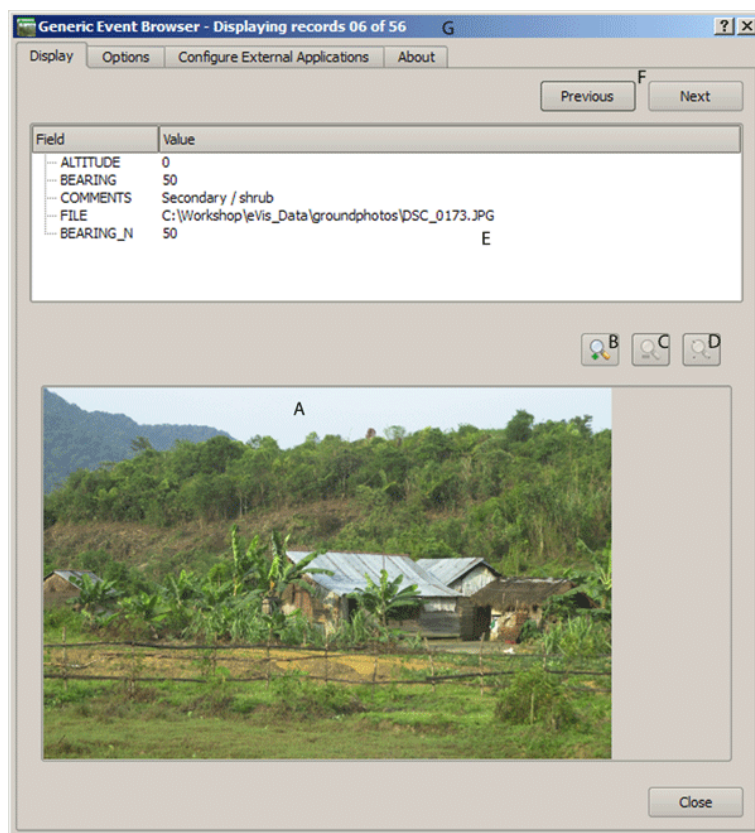 Generic Event Browser - Displaying records 06 of 56 G
Display Options Configure External Applications About
F
Previous Next
Field Value
ALTITUDE 0
BEARING 50
COMMENTS Secondary / shrub
FILE C:\Workshop\eVis_Data\groundphotos\DSC_0173.JPG
BEARING_N 50
E
B C D
A
Close